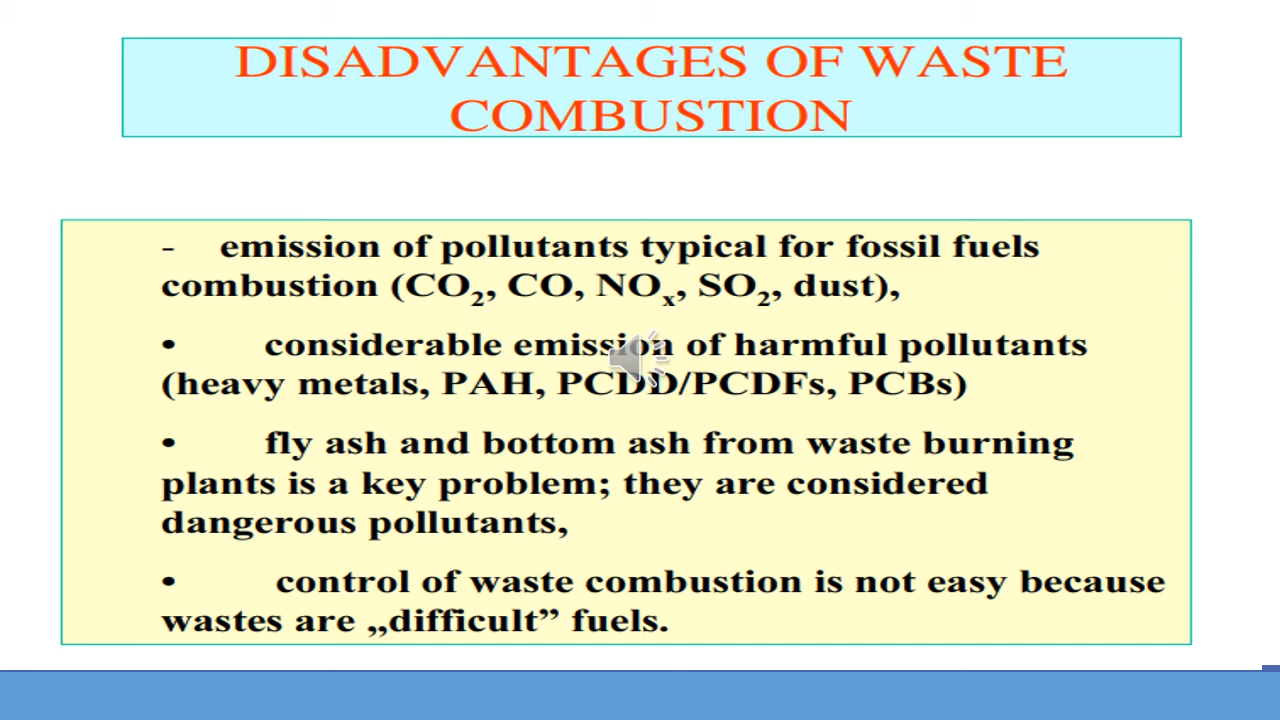 DISADVANTAGES OF WASTE
COMBUSTION
- emission of pollutants typical for fossil fuels
combustion (CO₂, CO, NOₓ, SO₂, dust),
• considerable emission of harmful pollutants
(heavy metals, PAH, PCDD/PCDFs, PCBs)
• fly ash and bottom ash from waste burning
plants is a key problem; they are considered
dangerous pollutants,
• control of waste combustion is not easy because
wastes are „difficult” fuels.